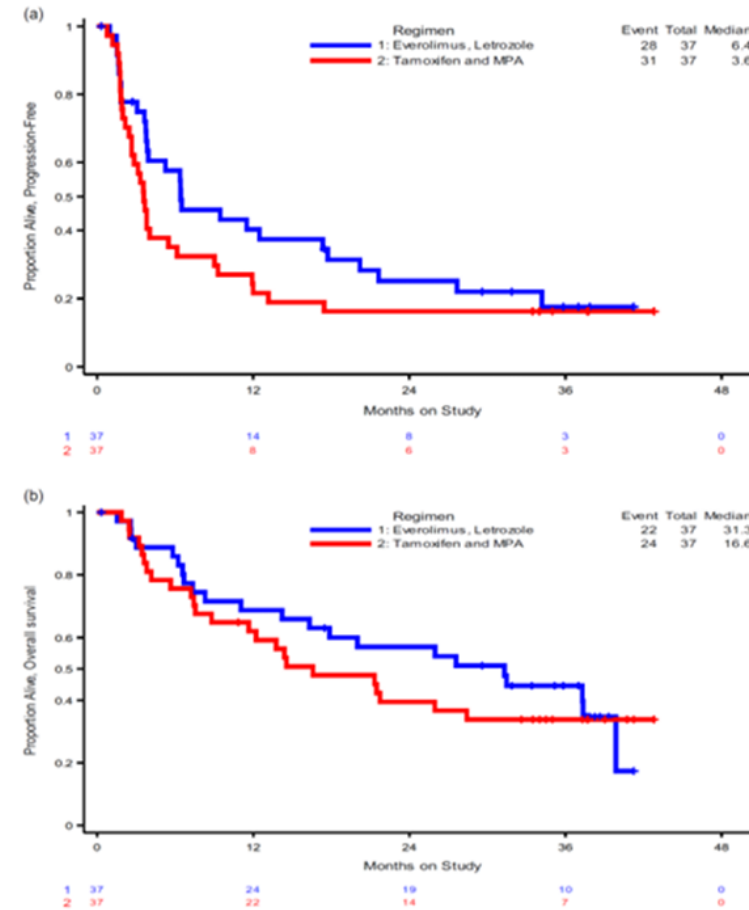 (a)
Regimen Event Total Median
1: Everolimus, Letrozole 28 37 6.4
2: Tamoxifen and MPA 31 37 3.6
Proportion Alive, Progression-Free
1
0.8
0.6
0.5
0.4
0.2
0
0 12 24 36 48
Months on Study
1 37 14 8 3 0
2 37 8 6 3 0
(b)
Regimen Event Total Median
1: Everolimus, Letrozole 22 37 31.3
2: Tamoxifen and MPA 24 37 16.6
Proportion Alive, Overall survival
1
0.8
0.6
0.5
0.4
0.2
0
0 12 24 36 48
Months on Study
1 37 24 19 10 0
2 37 22 14 7 0